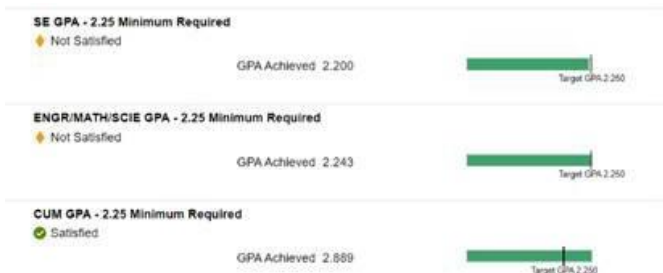 SE GPA - 2.25 Minimum Required
Not Satisfied
GPA Achieved 2.200
Target GPA 2.250
ENGR/MATH/SCIE GPA - 2.25 Minimum Required
Not Satisfied
GPA Achieved 2.243
Target GPA 2.250
CUM GPA - 2.25 Minimum Required
Satisfied
GPA Achieved 2.889
Target GPA 2.250